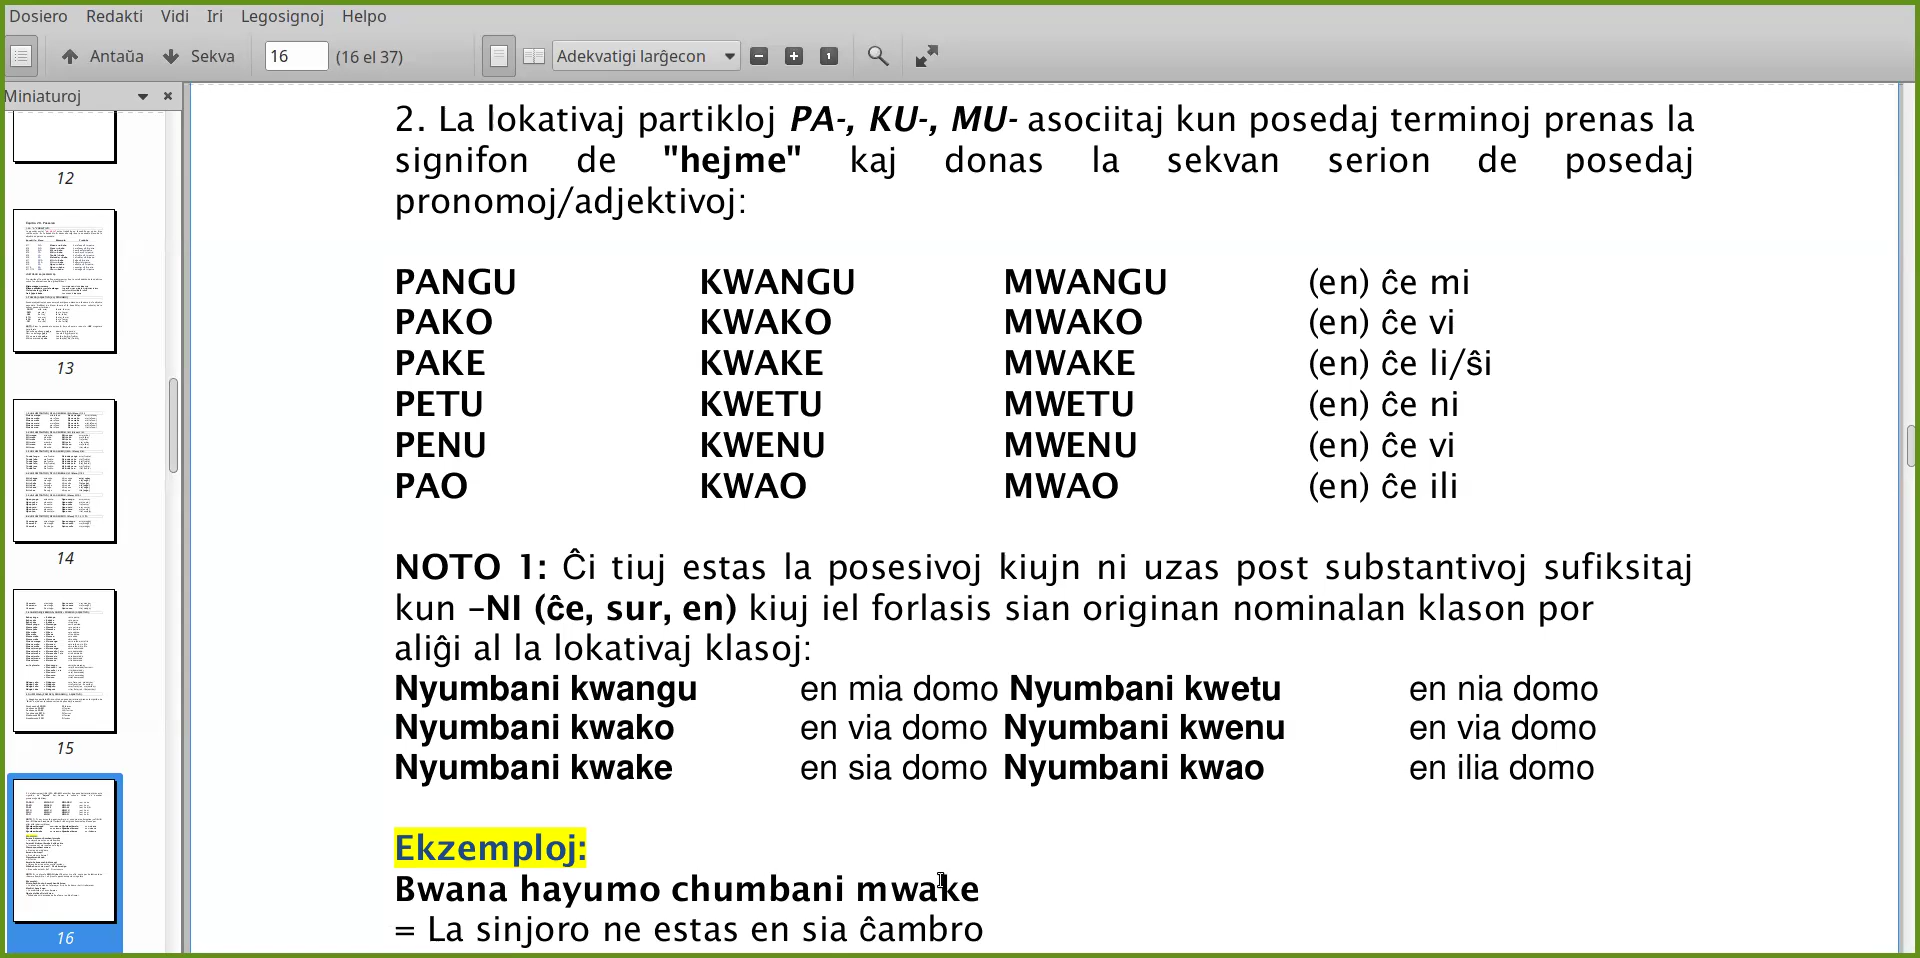 Dosiero Redakti Vidi Iri Legosignoj Helpo
Antaŭa Sekva 16 (16 el 37) Adekvatigi larĝecon
Miniaturoj
12
13
14
15
16
2. La lokativaj partikloj PA-, KU-, MU- asociitaj kun posedaj terminoj prenas la
signifon de "hejme" kaj donas la sekvan serion de posedaj
pronomoj/adjektivoj:
PANGU KWANGU MWANGU (en) ĉe mi
PAKO KWAKO MWAKO (en) ĉe vi
PAKE KWAKE MWAKE (en) ĉe li/ŝi
PETU KWETU MWETU (en) ĉe ni
PENU KWENU MWENU (en) ĉe vi
PAO KWAO MWAO (en) ĉe ili
NOTO 1: Ĉi tiuj estas la posesivoj kiujn ni uzas post substantivoj sufiksitaj
kun –NI (ĉe, sur, en) kiuj iel forlasis sian originan nominalan klason por
aliĝi al la lokativaj klasoj:
Nyumbani kwangu en mia domo Nyumbani kwetu en nia domo
Nyumbani kwako en via domo Nyumbani kwenu en via domo
Nyumbani kwake en sia domo Nyumbani kwao en ilia domo
Ekzemploj:
Bwana hayumo chumbani mwake
= La sinjoro ne estas en sia ĉambro